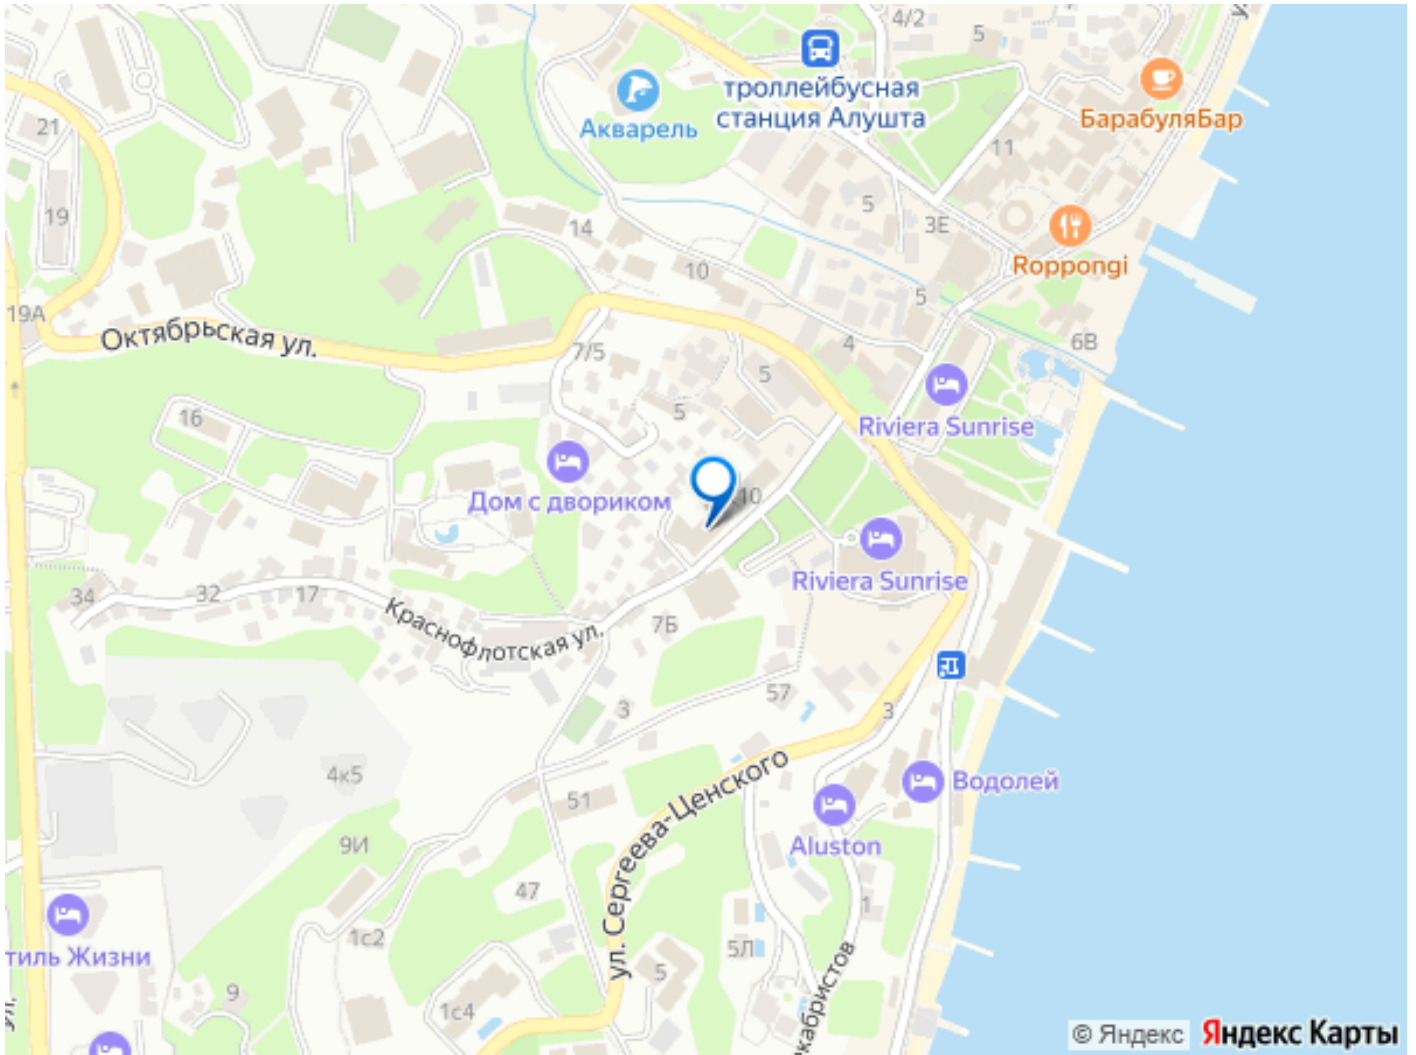 4/2
5
троллейбусная
станция Алушта
Акварель
БарабуляБар
21
11
19
5
3Е
14
Roppongi
10
5
19А
Октябрьская ул.
7/5
4
6В
5
5
16
Riviera Sunrise
Дом с двориком
10
Riviera Sunrise
34
32
17
Краснофлотская ул.
7Б
57
3
3
4к5
Водолей
51
ул. Сергеева-Ценского
9И
Aluston
47
1
1с2
тиль Жизни
5Л
5
9
1с4
ул.
екабристов
© Яндекс
Яндекс Карты